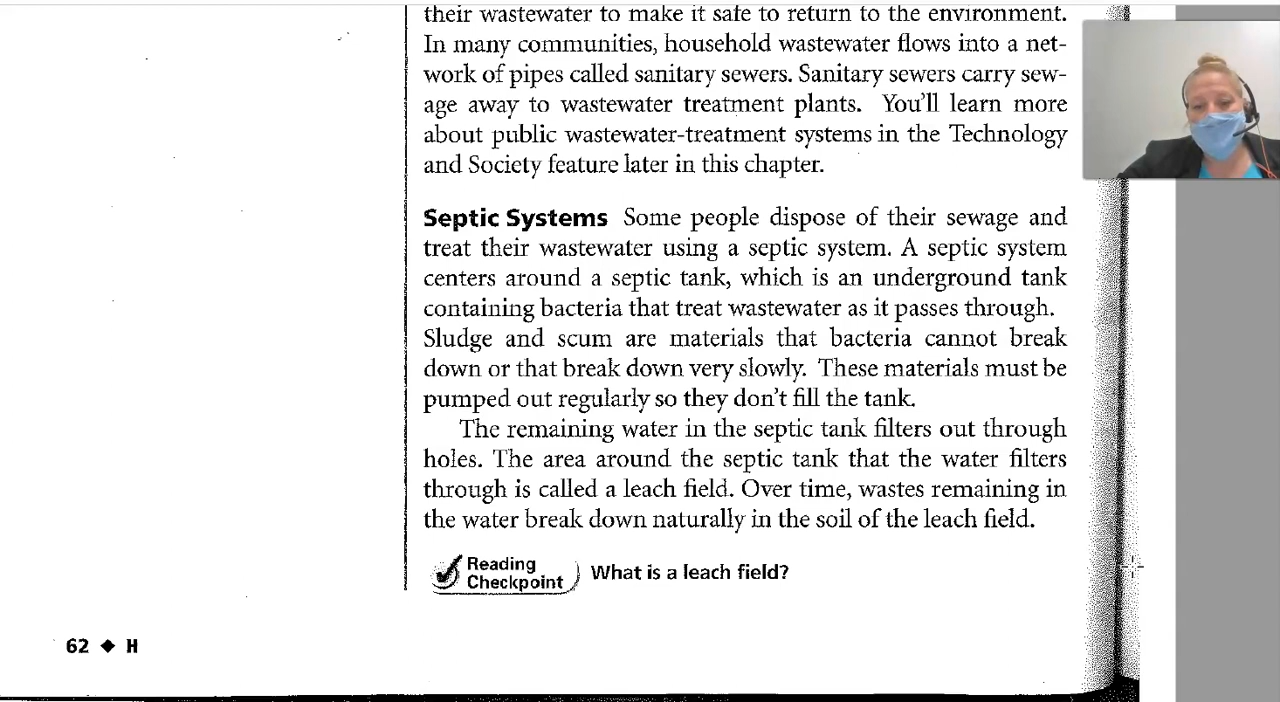 their wastewater to make it safe to return to the environment.
In many communities, household wastewater flows into a net-
work of pipes called sanitary sewers. Sanitary sewers carry sew-
age away to wastewater treatment plants. You'll learn more
about public wastewater-treatment systems in the Technology
and Society feature later in this chapter.
Septic Systems Some people dispose of their sewage and
treat their wastewater using a septic system. A septic system
centers around a septic tank, which is an underground tank
containing bacteria that treat wastewater as it passes through.
Sludge and scum are materials that bacteria cannot break
down or that break down very slowly. These materials must be
pumped out regularly so they don't fill the tank.
The remaining water in the septic tank filters out through
holes. The area around the septic tank that the water filters
through is called a leach field. Over time, wastes remaining in
the water break down naturally in the soil of the leach field.
Reading
Checkpoint
What is a leach field?
62 ◆ H